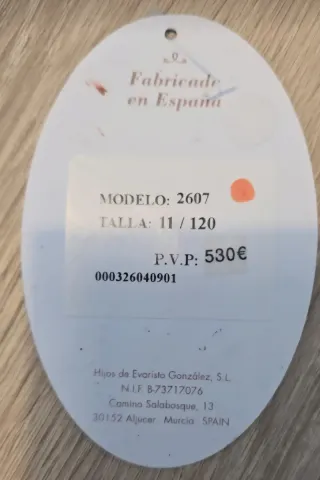 Fabricado
en España
MODELO: 2607
TALLA: 11 / 120
P.V.P: 530€
000326040901
Hijos de Evaristo González, S.L.
N.I.F. B-73717076
Camino Salabosque, 13
30152 Aljucer Murcia SPAIN